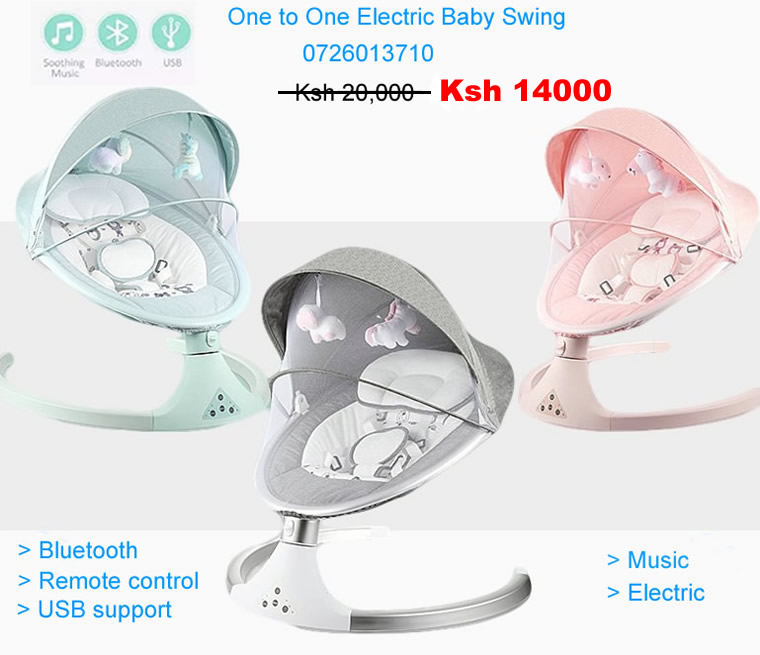 One to One Electric Baby Swing
0726013710
Ksh 20,000 Ksh 14000
Soothing Music
Bluetooth
USB
> Bluetooth
> Remote control
> USB support
> Music
> Electric